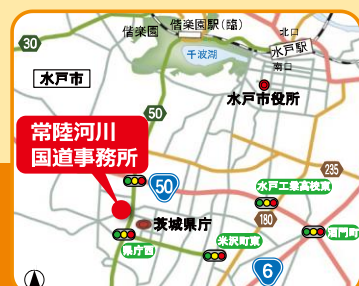 偕楽園
偕楽園駅(臨)
北口
水戸駅
南口
30
千波湖
水戸市
水戸市役所
50
常陸河川
国道事務所
50
235
水戸工業高校東
180
茨城県庁
県庁西
米沢町東
酒門町
6